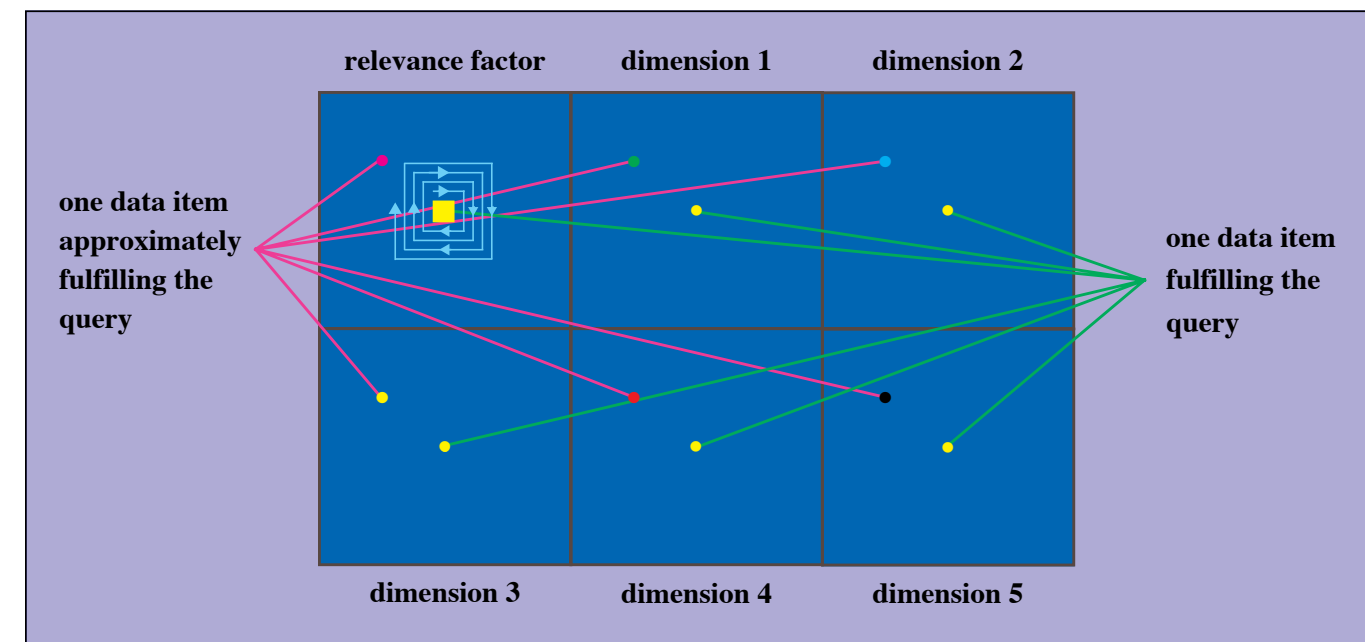 relevance factor
dimension 1
dimension 2
one data item
approximately
fulfilling the
query
one data item
fulfilling the
query
dimension 3
dimension 4
dimension 5